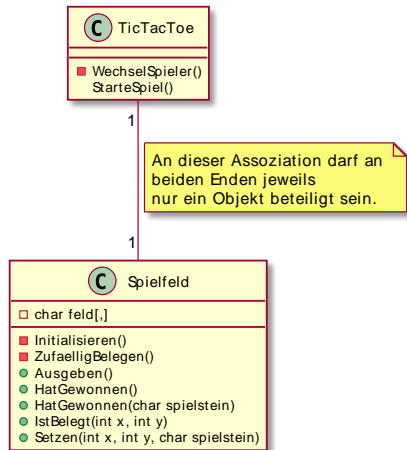 C TicTacToe
WechselSpieler()
StarteSpiel()
1
An dieser Assoziation darf an
beiden Enden jeweils
nur ein Objekt beteiligt sein.
1
C Spielfeld
char feld[,]
Initialisieren()
ZufaelligBelegen()
Ausgeben()
HatGewonnen()
HatGewonnen(char spielstein)
IstBelegt(int x, int y)
Setzen(int x, int y, char spielstein)